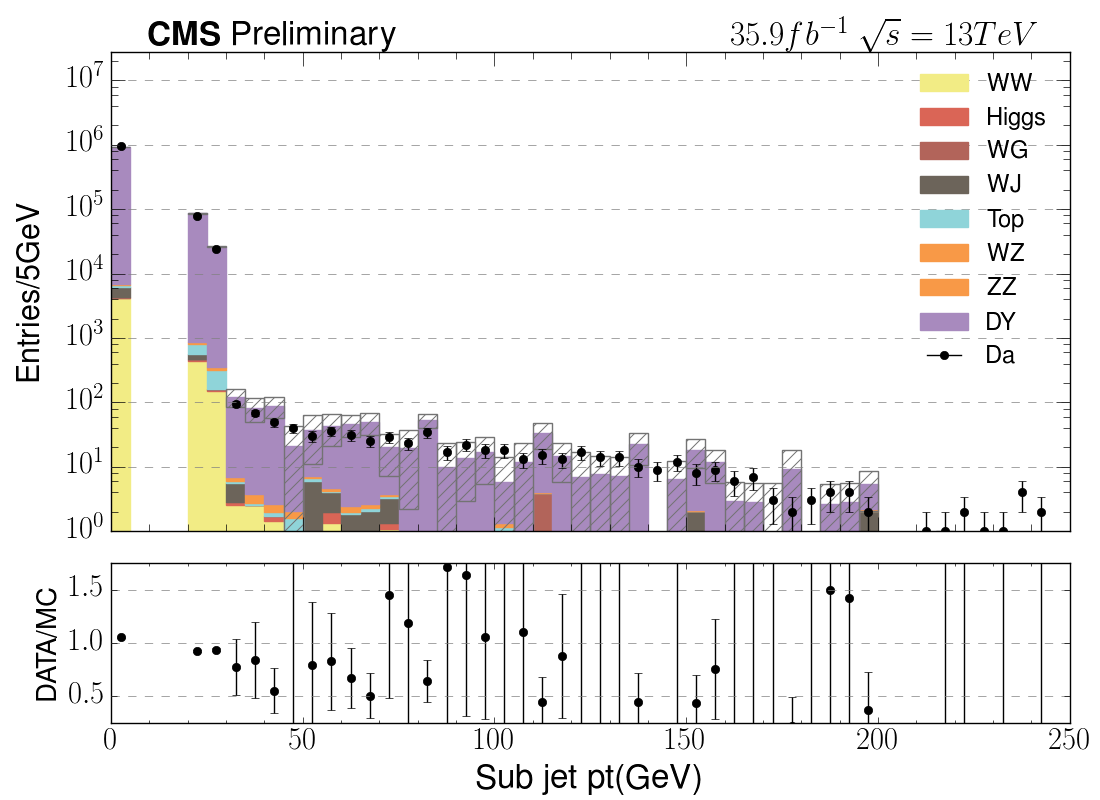 CMS Preliminary
35.9fb⁻¹ √s = 13TeV
Entries/5GeV
10⁷
10⁶
10⁵
10⁴
10³
10²
10¹
10⁰
WW
Higgs
WG
WJ
Top
WZ
ZZ
DY
Da
DATA/MC
1.5
1.0
0.5
0 50 100 150 200 250
Sub jet pt(GeV)